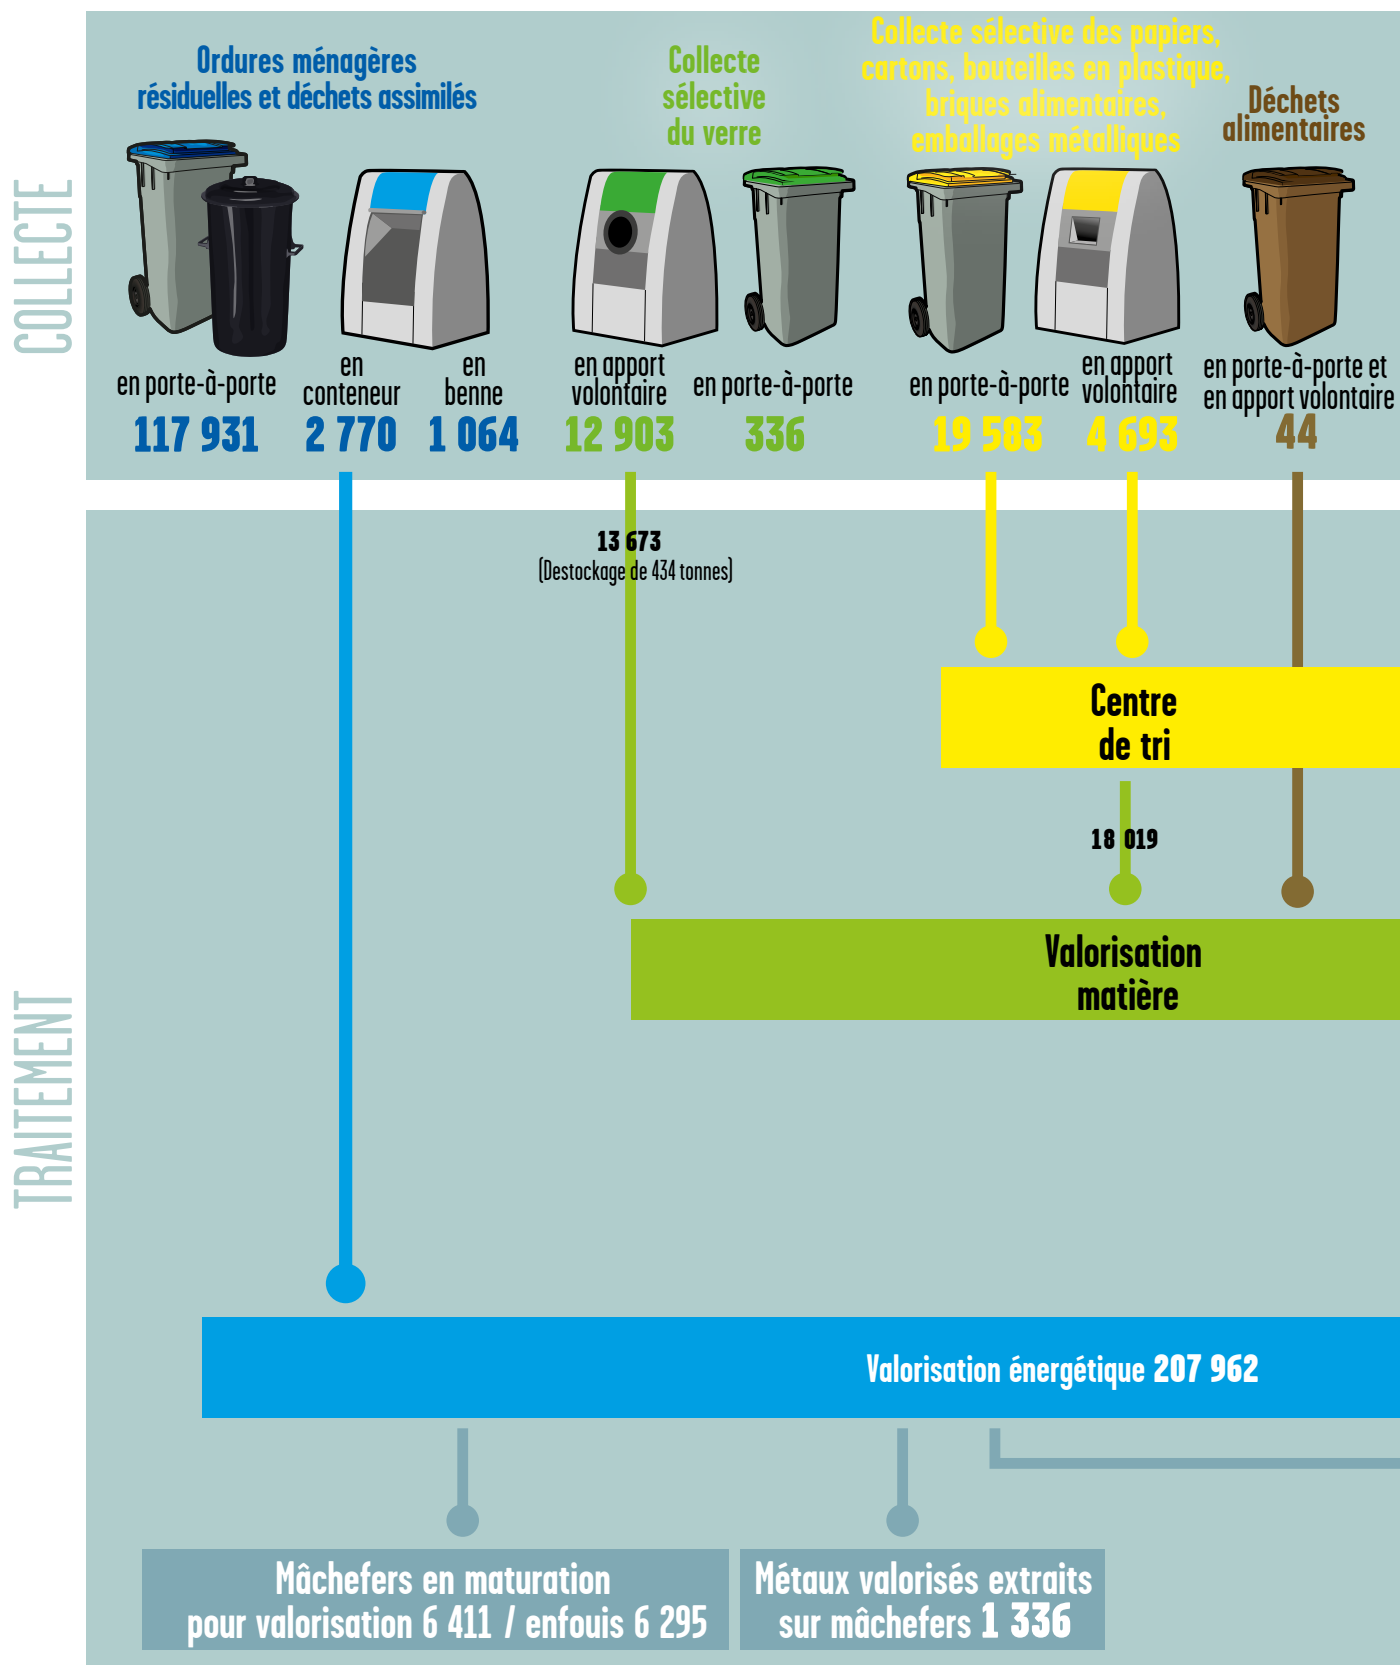 COLLECTE
Ordures ménagères
résiduelles et déchets assimilés
en porte-à-porte
117 931
en
conteneur
2 770
en
benne
1 064
Collecte
sélective
du verre
en apport
volontaire
12 903
en porte-à-porte
336
Collecte sélective des papiers,
cartons, bouteilles en plastique,
briques alimentaires,
emballages métalliques
en porte-à-porte
19 583
en apport
volontaire
4 693
Déchets
alimentaires
en porte-à-porte et
en apport volontaire
44
TRAITEMENT
13 673
(Destockage de 434 tonnes)
Centre
de tri
18 019
Valorisation
matière
Valorisation énergétique 207 962
Mâchefers en maturation
pour valorisation 6 411 / enfouis 6 295
Métaux valorisés extraits
sur mâchefers 1 336